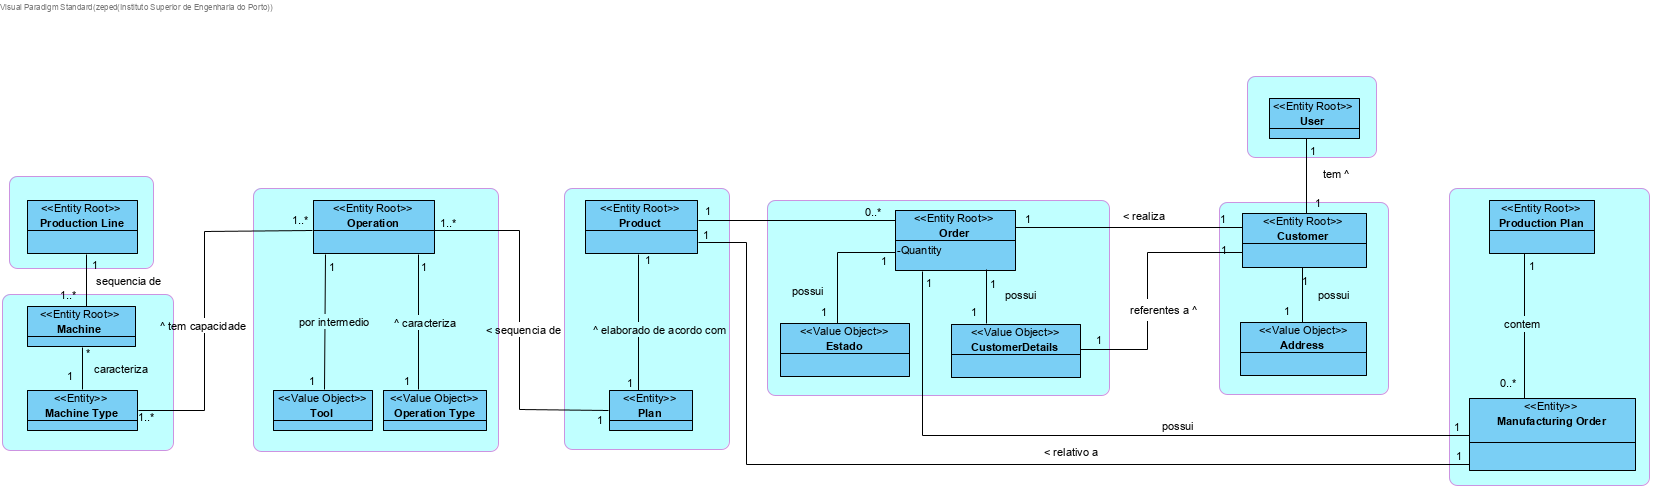 Visual Paradigm Standard(zeped(Instituto Superior de Engenharia do Porto))
<<Entity Root>>
User
1
tem ^
1
<<Entity Root>>
Production Line
1
sequencia de
1..*
<<Entity Root>>
Machine
*
caracteriza
1
<<Entity>>
Machine Type
1..*
^ tem capacidade
1..*
<<Entity Root>>
Operation
1..*
1
1
por intermedio
^ caracteriza
1
1
<<Value Object>>
Tool
<<Value Object>>
Operation Type
< sequencia de
<<Entity Root>>
Product
1
1
1
^ elaborado de acordo com
1
<<Entity>>
Plan
1
0..*
<<Entity Root>>
Order
-Quantity
1
1
1
1
possui
possui
1
1
<<Value Object>>
Estado
<<Value Object>>
CustomerDetails
1
< realiza
1
referentes a ^
1
<<Entity Root>>
Customer
1
possui
1
<<Value Object>>
Address
<<Entity Root>>
Production Plan
1
contem
0..*
<<Entity>>
Manufacturing Order
possui
1
< relativo a
1